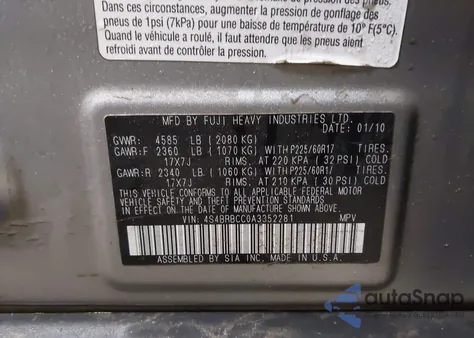 Dans ces circonstances, augmenter la pression de gonflage des
pneus de 1psi (7kPa) pour une baisse de température de 10° F(5°C).
Quand le véhicule a roulé, il faut attendre que les pneus aient
refroidi avant de contrôler la pression.
MFD BY FUJI HEAVY INDUSTRIES LTD.
DATE: 01/10
GVWR: 4585 LB (2080 KG)
GAWR:F 2360 LB (1070 KG) WITH P225/60R17 TIRES.
17X7J RIMS. AT 220 KPA (32 PSI) COLD
GAWR:R 2340 LB (1060 KG) WITH P225/60R17 TIRES.
17X7J RIMS. AT 210 KPA (30 PSI) COLD
THIS VEHICLE CONFORMS TO ALL APPLICABLE FEDERAL MOTOR
VEHICLE SAFETY BUMPER AND THEFT PREVENTION STANDARDS
IN EFFECT ON THE DATE OF MANUFACTURE SHOWN ABOVE.
VIN: 4S4BRBCC0A3352281 MPV
ASSEMBLED BY SIA INC. MADE IN U.S.A.
autoSnap